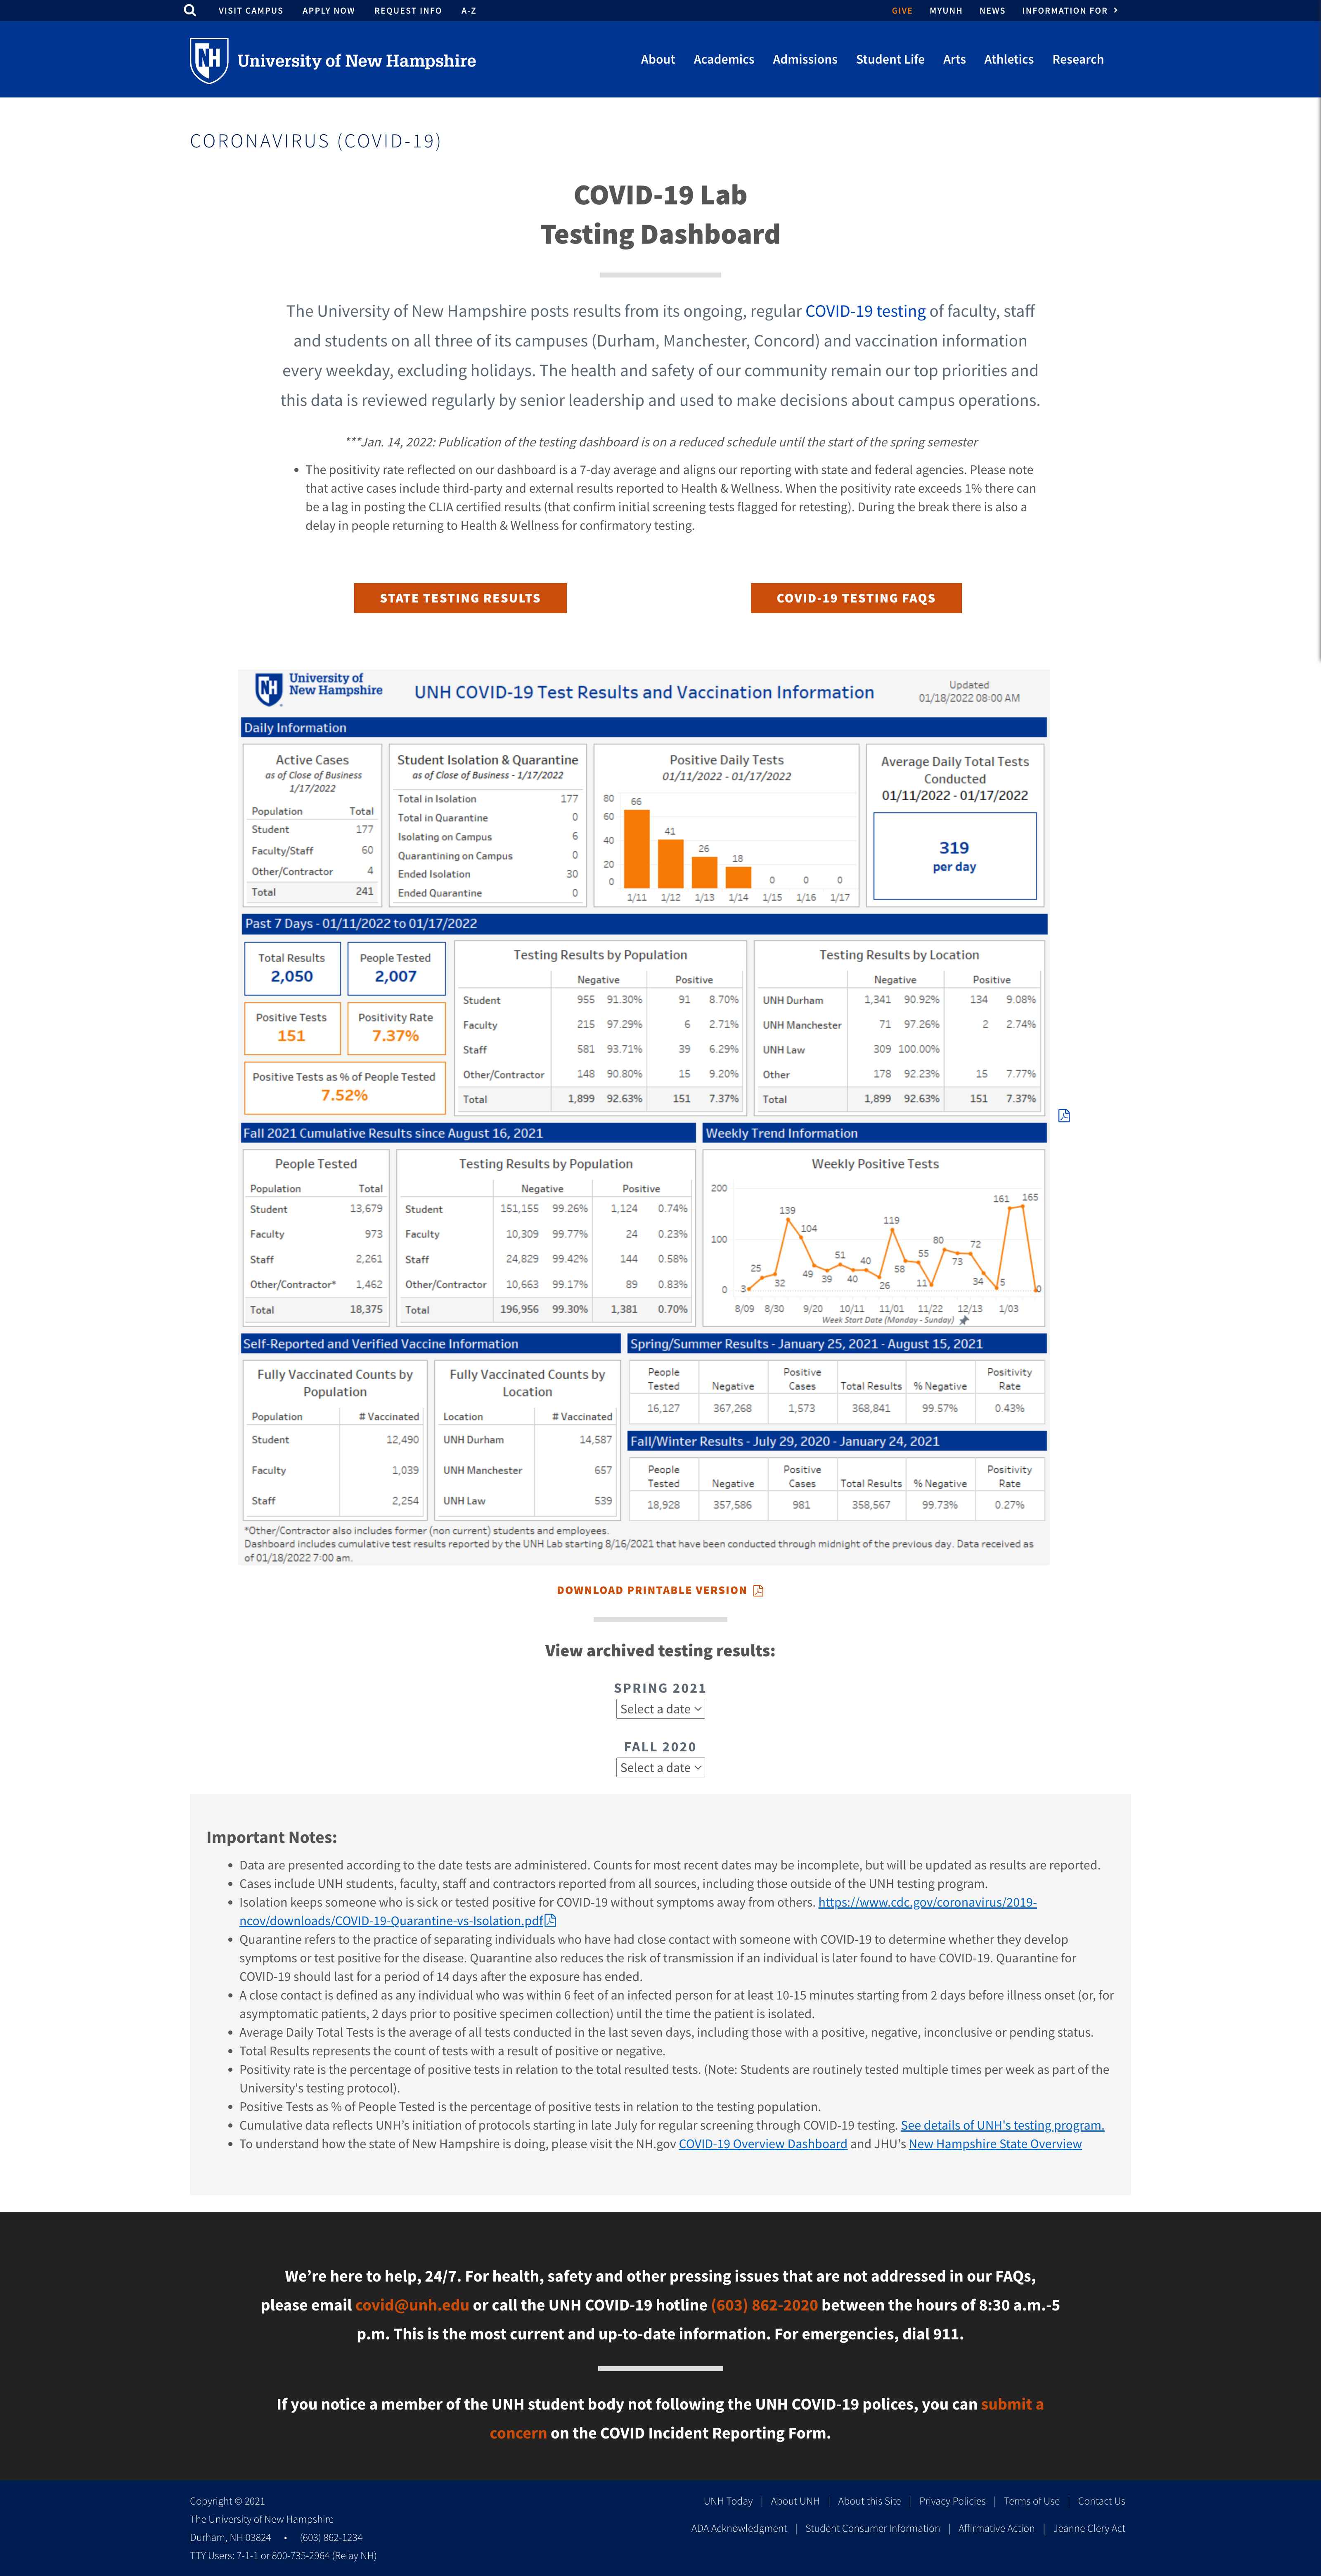 VISIT CAMPUS APPLY NOW REQUEST INFO A-Z GIVE MYUNH NEWS INFORMATION FOR
NH University of New Hampshire About Academics Admissions Student Life Arts Athletics Research
CORONAVIRUS (COVID-19)
COVID-19 Lab
Testing Dashboard
The University of New Hampshire posts results from its ongoing, regular COVID-19 testing of faculty, staff
and students on all three of its campuses (Durham, Manchester, Concord) and vaccination information
every weekday, excluding holidays. The health and safety of our community remain our top priorities and
this data is reviewed regularly by senior leadership and used to make decisions about campus operations.
***Jan. 14, 2022: Publication of the testing dashboard is on a reduced schedule until the start of the spring semester
• The positivity rate reflected on our dashboard is a 7-day average and aligns our reporting with state and federal agencies. Please note
that active cases include third-party and external results reported to Health & Wellness. When the positivity rate exceeds 1% there can
be a lag in posting the CLIA certified results (that confirm initial screening tests flagged for retesting). During the break there is also a
delay in people returning to Health & Wellness for confirmatory testing.
STATE TESTING RESULTS COVID-19 TESTING FAQS
NH University of
New Hampshire
UNH COVID-19 Test Results and Vaccination Information
Updated
01/18/2022 08:00 AM
Daily Information
Active Cases
as of Close of Business
1/17/2022
Population Total
Student 177
Faculty/Staff 60
Other/Contractor 4
Total 241
Student Isolation & Quarantine
as of Close of Business - 1/17/2022
Total in Isolation 177
Total in Quarantine 0
Isolating on Campus 6
Quarantining on Campus 0
Ended Isolation 30
Ended Quarantine 0
Positive Daily Tests
01/11/2022 - 01/17/2022
80
60
40
20
0
66 41 26 18 0 0 0
1/11 1/12 1/13 1/14 1/15 1/16 1/17
Average Daily Total Tests
Conducted
01/11/2022 - 01/17/2022
319
per day
Past 7 Days - 01/11/2022 to 01/17/2022
Total Results
2,050
People Tested
2,007
Positive Tests
151
Positivity Rate
7.37%
Positive Tests as % of People Tested
7.52%
Testing Results by Population
Negative Positive
Student 955 91.30% 91 8.70%
Faculty 215 97.29% 6 2.71%
Staff 581 93.71% 39 6.29%
Other/Contractor 148 90.80% 15 9.20%
Total 1,899 92.63% 151 7.37%
Testing Results by Location
Negative Positive
UNH Durham 1,341 90.92% 134 9.08%
UNH Manchester 71 97.26% 2 2.74%
UNH Law 309 100.00%
Other 178 92.23% 15 7.77%
Total 1,899 92.63% 151 7.37%
Fall 2021 Cumulative Results since August 16, 2021
People Tested
Population Total
Student 13,679
Faculty 973
Staff 2,261
Other/Contractor* 1,462
Total 18,375
Testing Results by Population
Negative Positive
Student 151,155 99.26% 1,124 0.74%
Faculty 10,309 99.77% 24 0.23%
Staff 24,829 99.42% 144 0.58%
Other/Contractor 10,663 99.17% 89 0.83%
Total 196,956 99.30% 1,381 0.70%
Weekly Trend Information
Weekly Positive Tests
200
100
0
3 25 32 139 104 49 39 51 40 40 26 119 58 55 11 80 73 72 34 5 161 165 0
8/09 8/30 9/20 10/11 11/01 11/22 12/13 1/03
Week Start Date (Monday - Sunday)
Self-Reported and Verified Vaccine Information
Fully Vaccinated Counts by
Population
Population # Vaccinated
Student 12,490
Faculty 1,039
Staff 2,254
Fully Vaccinated Counts by
Location
Location # Vaccinated
UNH Durham 14,587
UNH Manchester 657
UNH Law 539
Spring/Summer Results - January 25, 2021 - August 15, 2021
People Tested Negative Positive Cases Total Results % Negative Positivity Rate
16,127 367,268 1,573 368,841 99.57% 0.43%
Fall/Winter Results - July 29, 2020 - January 24, 2021
People Tested Negative Positive Cases Total Results % Negative Positivity Rate
18,928 357,586 981 358,567 99.73% 0.27%
*Other/Contractor also includes former (non current) students and employees.
Dashboard includes cumulative test results reported by the UNH Lab starting 8/16/2021 that have been conducted through midnight of the previous day. Data received as
of 01/18/2022 7:00 am.
DOWNLOAD PRINTABLE VERSION
View archived testing results:
SPRING 2021
Select a date
FALL 2020
Select a date
Important Notes:
• Data are presented according to the date tests are administered. Counts for most recent dates may be incomplete, but will be updated as results are reported.
• Cases include UNH students, faculty, staff and contractors reported from all sources, including those outside of the UNH testing program.
• Isolation keeps someone who is sick or tested positive for COVID-19 without symptoms away from others. https://www.cdc.gov/coronavirus/2019-
ncov/downloads/COVID-19-Quarantine-vs-Isolation.pdf
• Quarantine refers to the practice of separating individuals who have had close contact with someone with COVID-19 to determine whether they develop
symptoms or test positive for the disease. Quarantine also reduces the risk of transmission if an individual is later found to have COVID-19. Quarantine for
COVID-19 should last for a period of 14 days after the exposure has ended.
• A close contact is defined as any individual who was within 6 feet of an infected person for at least 10-15 minutes starting from 2 days before illness onset (or, for
asymptomatic patients, 2 days prior to positive specimen collection) until the time the patient is isolated.
• Average Daily Total Tests is the average of all tests conducted in the last seven days, including those with a positive, negative, inconclusive or pending status.
• Total Results represents the count of tests with a result of positive or negative.
• Positivity rate is the percentage of positive tests in relation to the total resulted tests. (Note: Students are routinely tested multiple times per week as part of the
University's testing protocol).
• Positive Tests as % of People Tested is the percentage of positive tests in relation to the testing population.
• Cumulative data reflects UNH’s initiation of protocols starting in late July for regular screening through COVID-19 testing. See details of UNH's testing program.
• To understand how the state of New Hampshire is doing, please visit the NH.gov COVID-19 Overview Dashboard and JHU's New Hampshire State Overview
We’re here to help, 24/7. For health, safety and other pressing issues that are not addressed in our FAQs,
please email covid@unh.edu or call the UNH COVID-19 hotline (603) 862-2020 between the hours of 8:30 a.m.-5
p.m. This is the most current and up-to-date information. For emergencies, dial 911.
If you notice a member of the UNH student body not following the UNH COVID-19 polices, you can submit a
concern on the COVID Incident Reporting Form.
Copyright © 2021
The University of New Hampshire
Durham, NH 03824 • (603) 862-1234
TTY Users: 7-1-1 or 800-735-2964 (Relay NH)
UNH Today | About UNH | About this Site | Privacy Policies | Terms of Use | Contact Us
ADA Acknowledgment | Student Consumer Information | Affirmative Action | Jeanne Clery Act